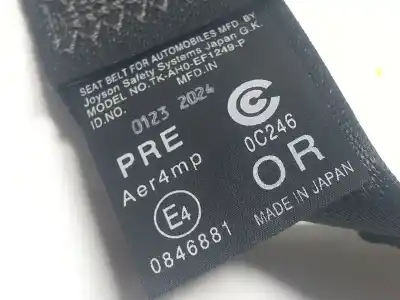 SEAT BELT FOR AUTOMOBILES MFD. BY
Joyson Safety Systems Japan G.K.
MODEL NO. TK-AH0-EF1249-P
ID.NO. MFD.IN
0123 2024
PRE
Aer4mp
E4
0846881
C
0C246
OR
MADE IN JAPAN